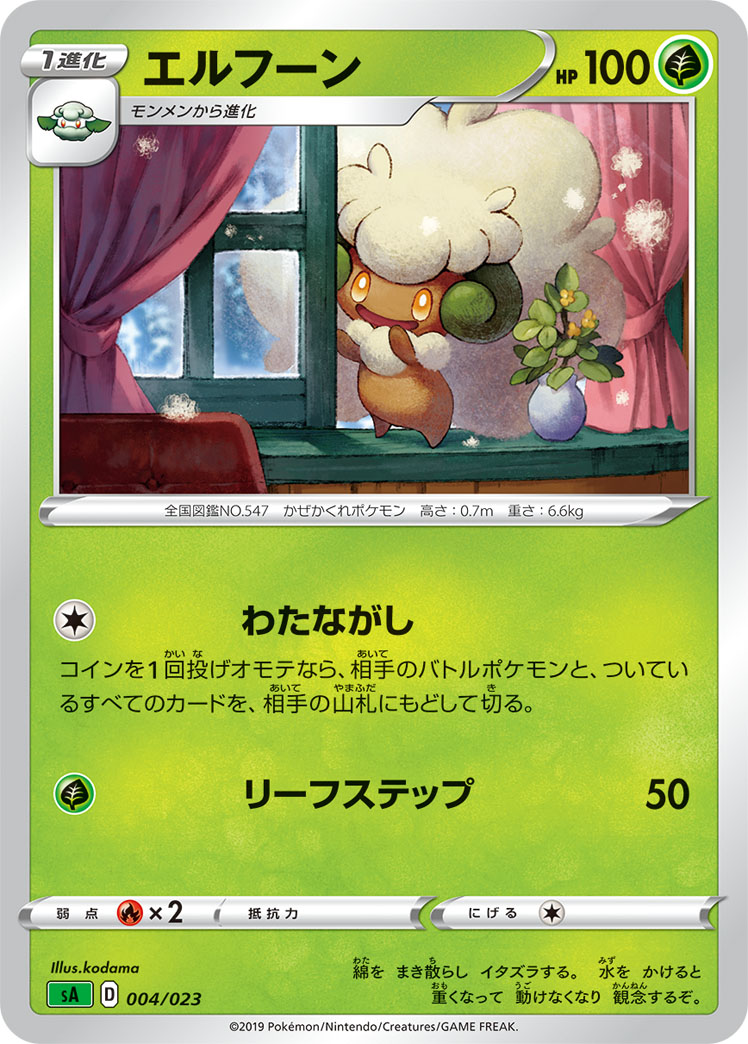 1進化 エルフーン HP100
モンメンから進化
全国図鑑NO.547 かぜかくれポケモン 高さ:0.7m 重さ:6.6kg
わたながし
コインを1回投げオモテなら、相手のバトルポケモンと、ついてい
るすべてのカードを、相手の山札にもどして切る。
リーフステップ 50
弱点 ×2 抵抗力 にげる
Illus.kodama
綿を まき散らし イタズラする。 水を かけると
重くなって 動けなくなり 観念するぞ。
sA D 004/023
©2019 Pokémon/Nintendo/Creatures/GAME FREAK.